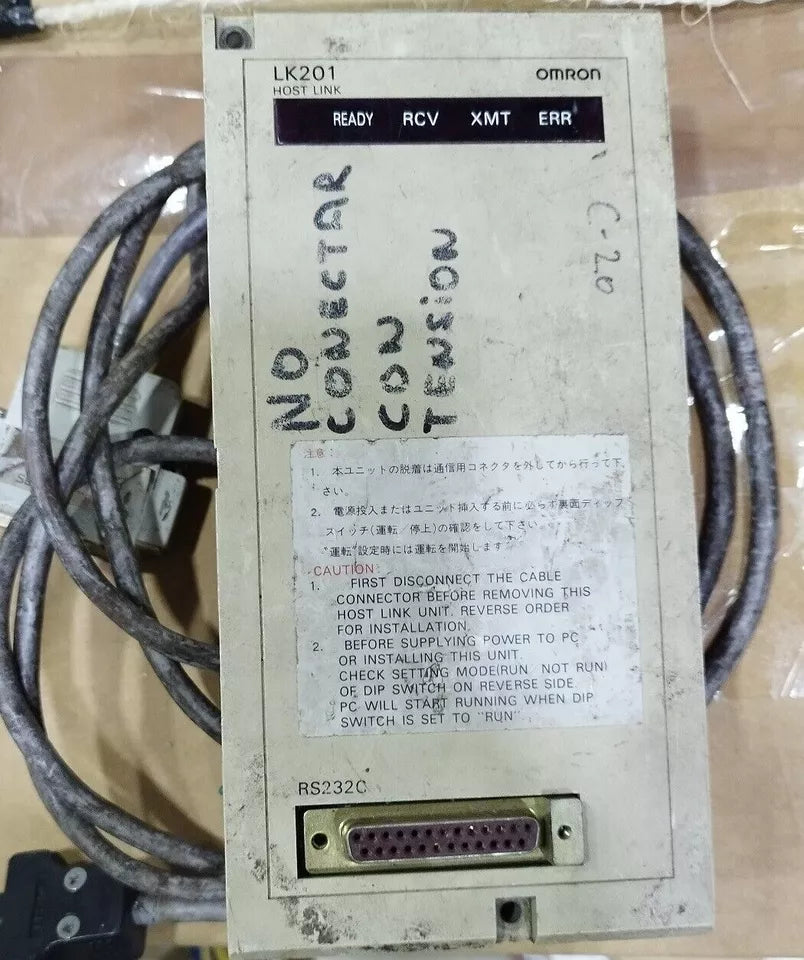 LK201
OMRON
HOST LINK
READY RCV XMT ERR
NO
CONECTAR
CON
TENSiON
C-20
注意:
1. 本ユニットの脱着は通信用コネクタを外してから行って下
さい。
2. 電源投入またはユニット挿入する前に必らず裏面ディップ
スイッチ(運転/停止)の確認をして下さい。
"運転"設定時には運転を開始します。
CAUTION:
1. FIRST DISCONNECT THE CABLE
CONNECTOR BEFORE REMOVING THIS
HOST LINK UNIT. REVERSE ORDER
FOR INSTALLATION.
2. BEFORE SUPPLYING POWER TO PC
OR INSTALLING THIS UNIT.
CHECK SETTING MODE(RUN NOT RUN)
OF DIP SWITCH ON REVERSE SIDE
PC WILL START RUNNING WHEN DIP
SWITCH IS SET TO "RUN"
RS232C